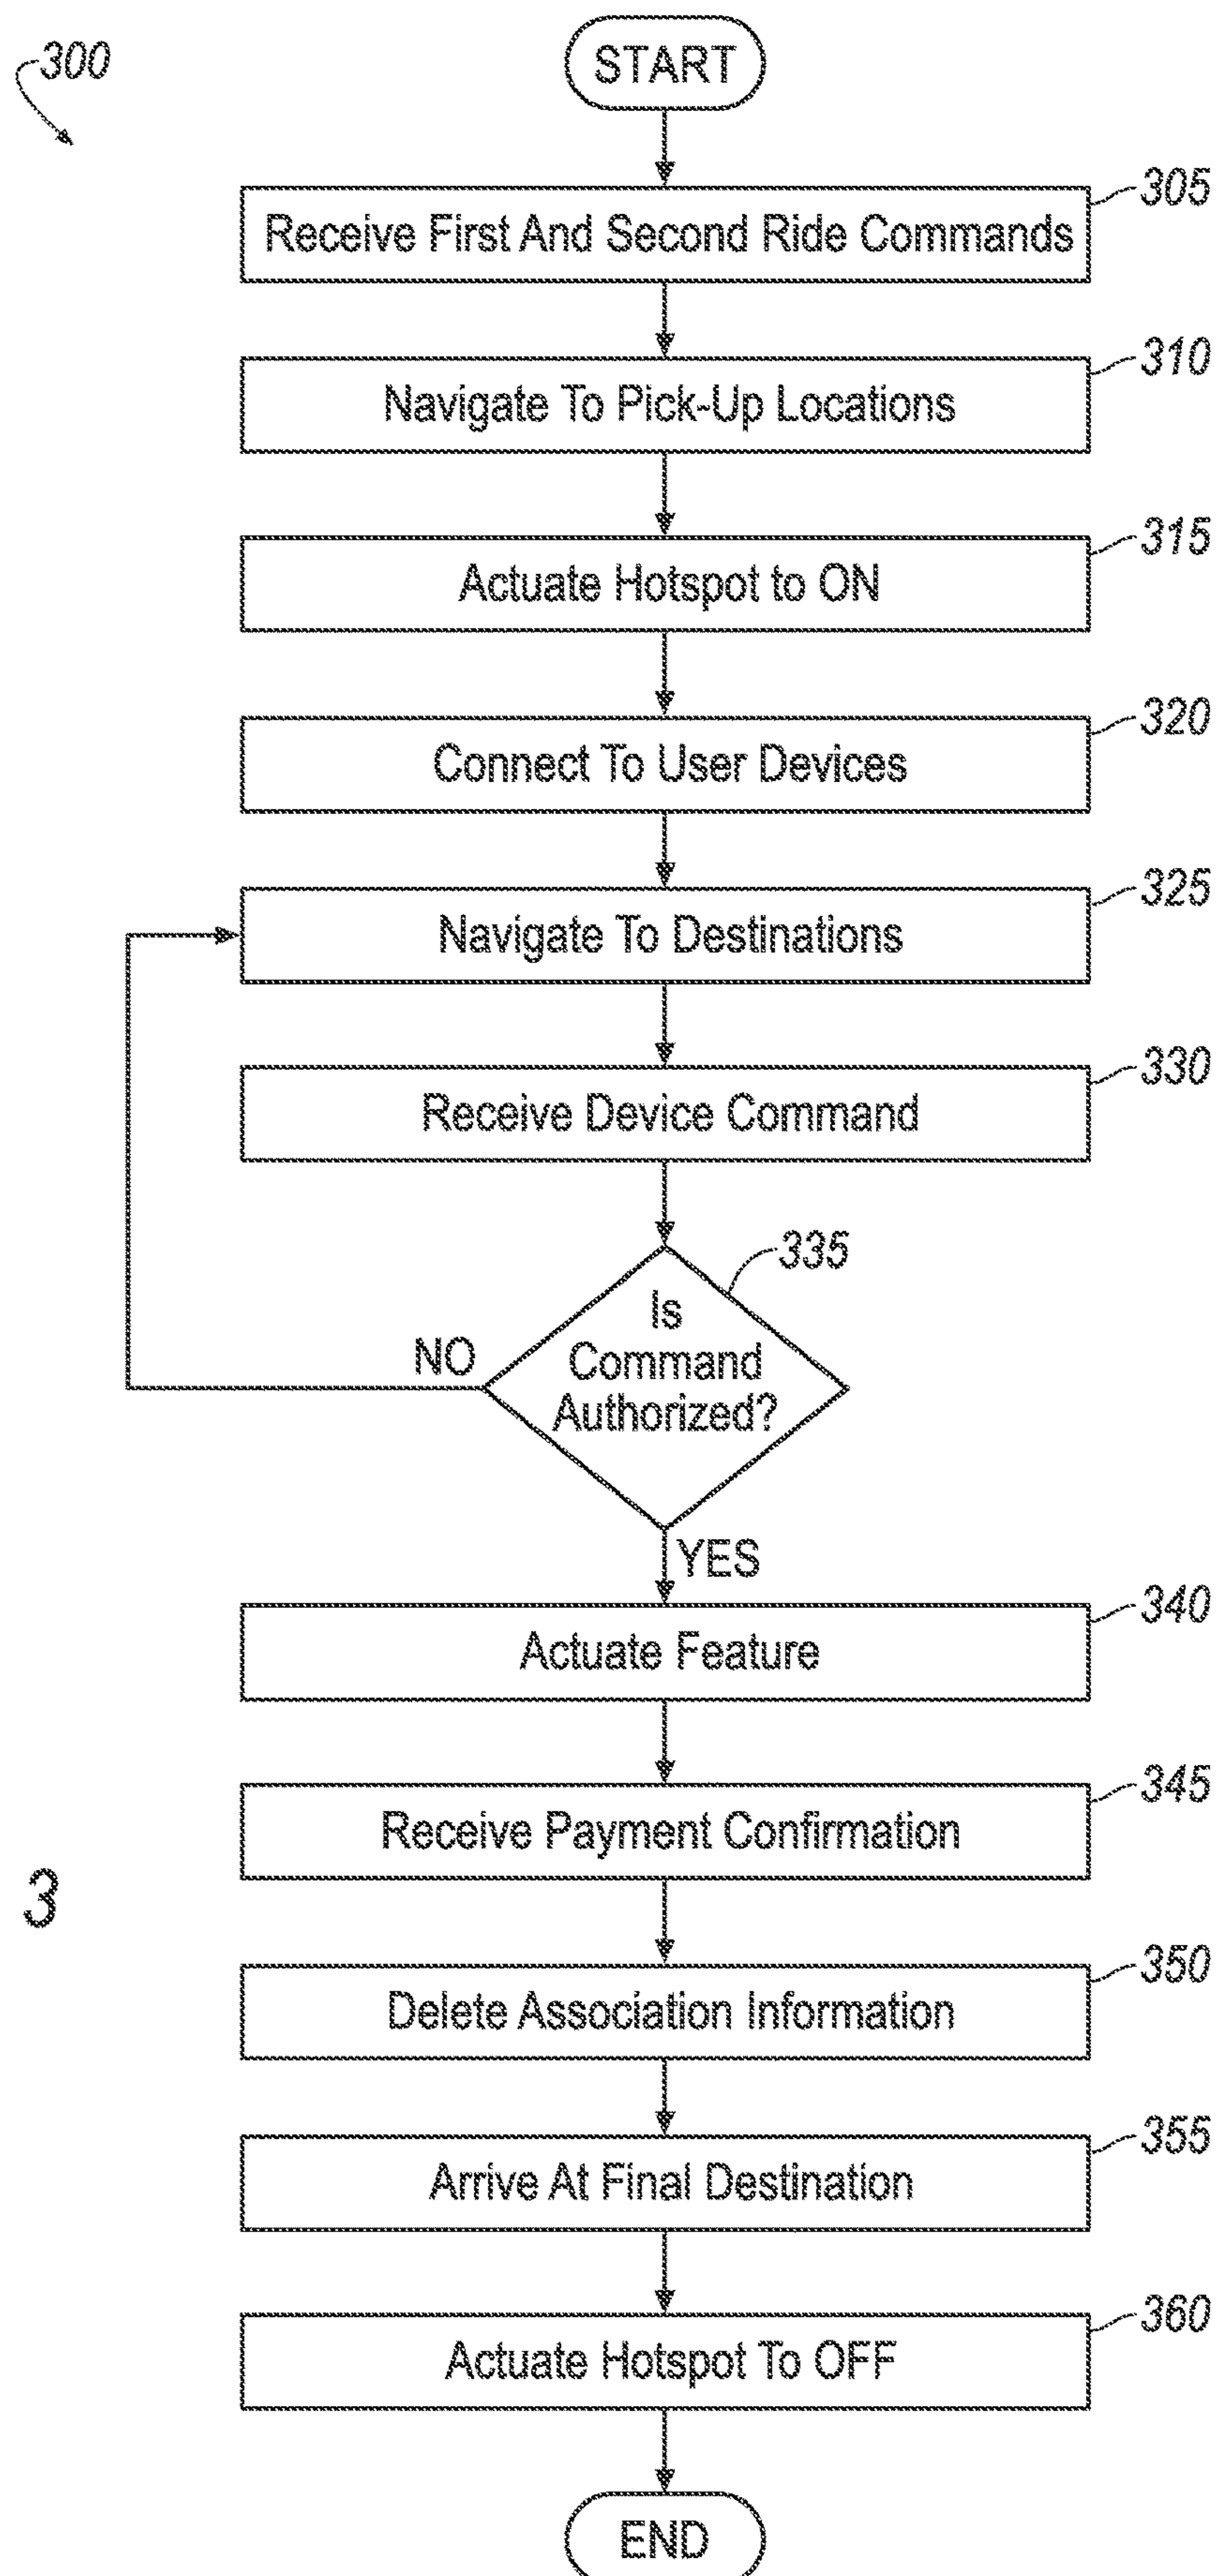 300
START
305
Receive First And Second Ride Commands
310
Navigate To Pick-Up Locations
315
Actuate Hotspot to ON
320
Connect To User Devices
325
Navigate To Destinations
330
Receive Device Command
335
Is
Command
Authorized?
NO
YES
340
Actuate Feature
345
Receive Payment Confirmation
3
350
Delete Association Information
355
Arrive At Final Destination
360
Actuate Hotspot To OFF
END